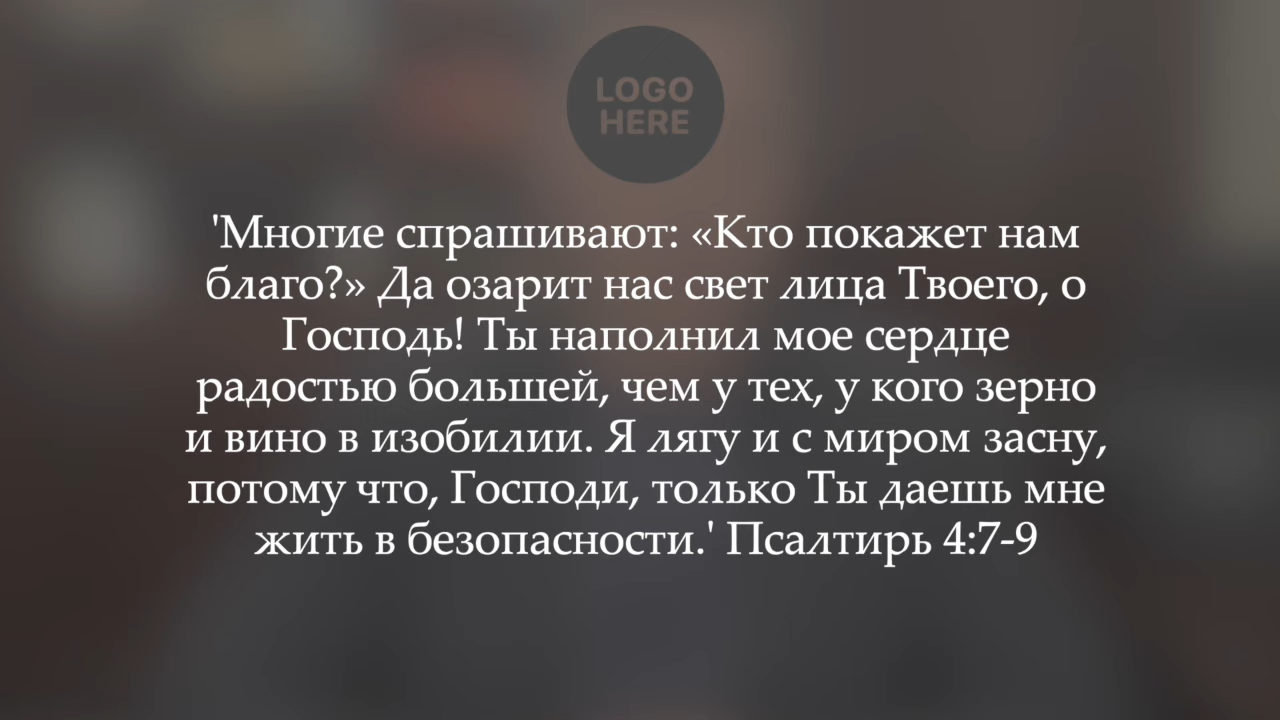 LOGO
HERE
'Многие спрашивают: «Кто покажет нам
благо?» Да озарит нас свет лица Твоего, о
Господь! Ты наполнил мое сердце
радостью большей, чем у тех, у кого зерно
и вино в изобилии. Я лягу и с миром засну,
потому что, Господи, только Ты даешь мне
жить в безопасности.' Псалтирь 4:7-9